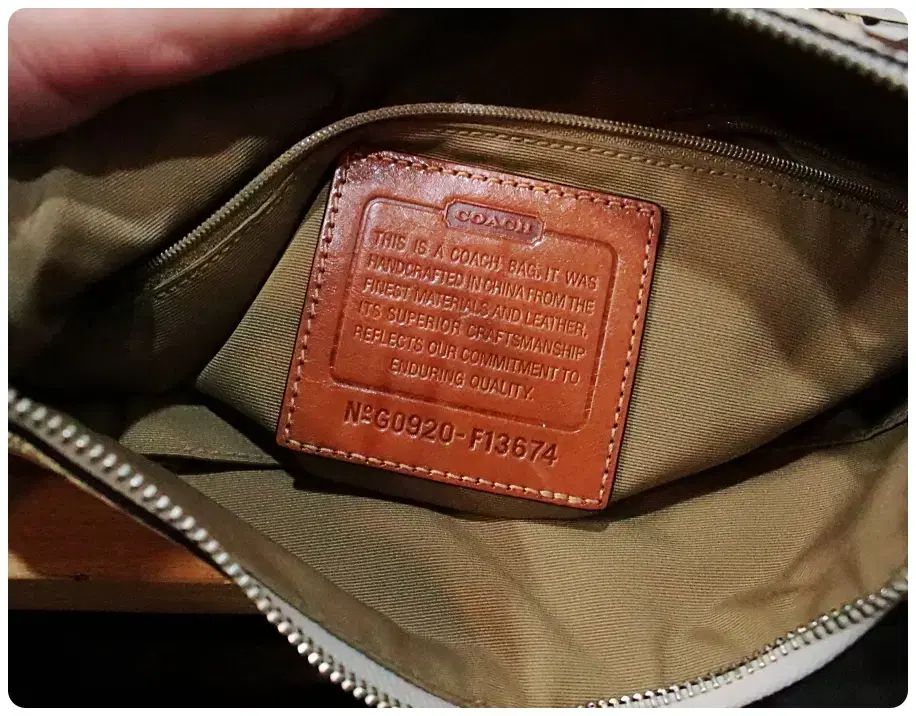 COACH
THIS IS A COACH BAG. IT WAS
HANDCRAFTED IN CHINA FROM THE
FINEST MATERIALS AND LEATHER.
ITS SUPERIOR CRAFTSMANSHIP
REFLECTS OUR COMMITMENT TO
ENDURING QUALITY.
NºG0920-F13674